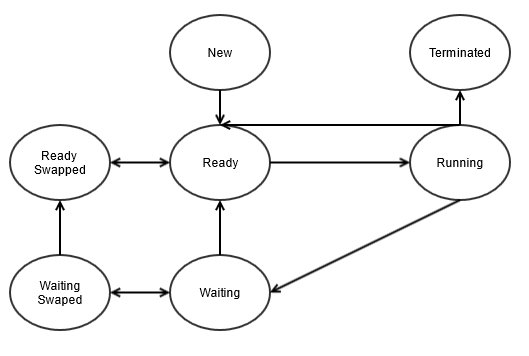 New
Terminated
Ready
Swapped
Ready
Running
Waiting
Swaped
Waiting